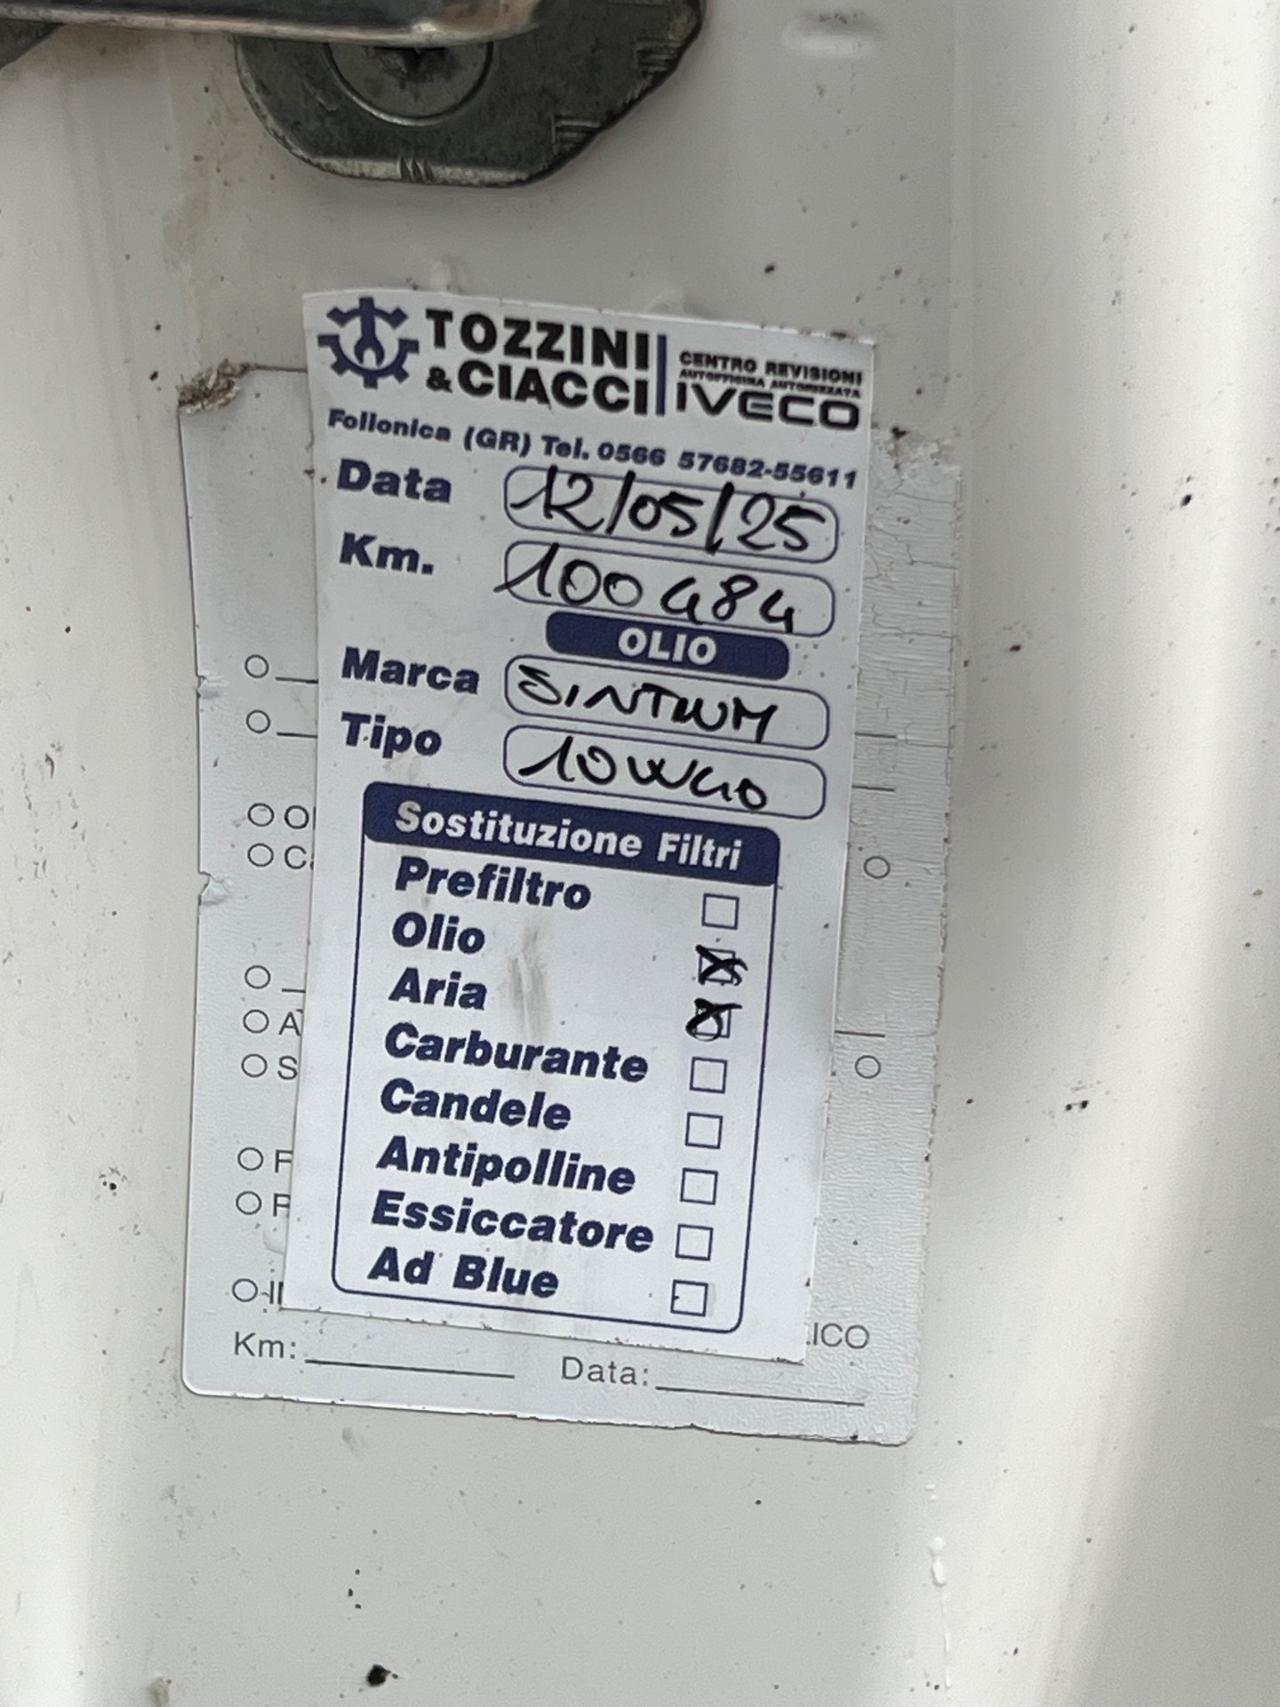 TOZZINI
& CIACCI
CENTRO REVISIONI
AUTOFFICINA AUTORIZZATA
IVECO
Follonica (GR) Tel. 0566 57682-55611
Data 12/05/25
Km. 100484
OLIO
Marca SINTIUM
Tipo 10W40
Sostituzione Filtri
Prefiltro
Olio
Aria
Carburante
Candele
Antipolline
Essiccatore
Ad Blue
ICO
Km: Data: